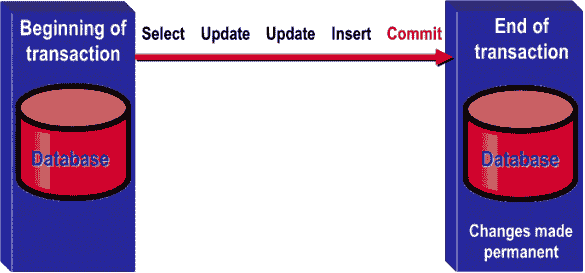 Beginning of
transaction
Select Update Update Insert Commit
End of
transaction
Database
Database
Changes made
permanent